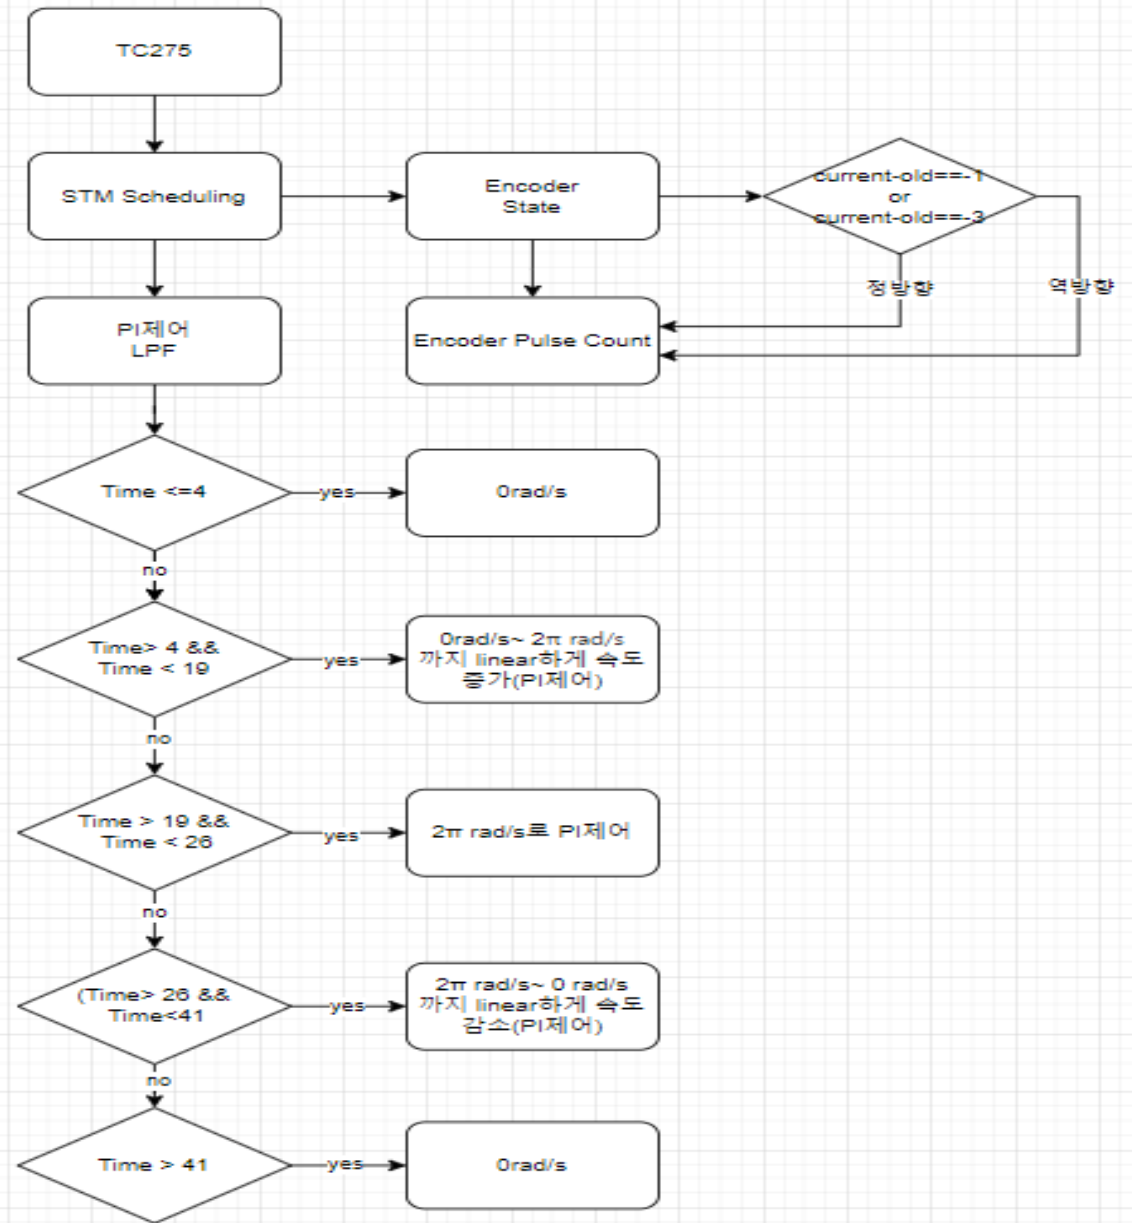 TC275
STM Scheduling
Encoder
State
current-old==-1
or
current-old==-3
정방향
역방향
PI제어
LPF
Encoder Pulse Count
Time <=4
yes
0rad/s
no
Time> 4 &&
Time < 19
yes
0rad/s~ 2π rad/s
까지 linear하게 속도
증가(PI제어)
no
Time > 19 &&
Time < 26
yes
2π rad/s로 PI제어
no
(Time> 26 &&
Time<41
yes
2π rad/s~ 0 rad/s
까지 linear하게 속도
감소(PI제어)
no
Time > 41
yes
0rad/s